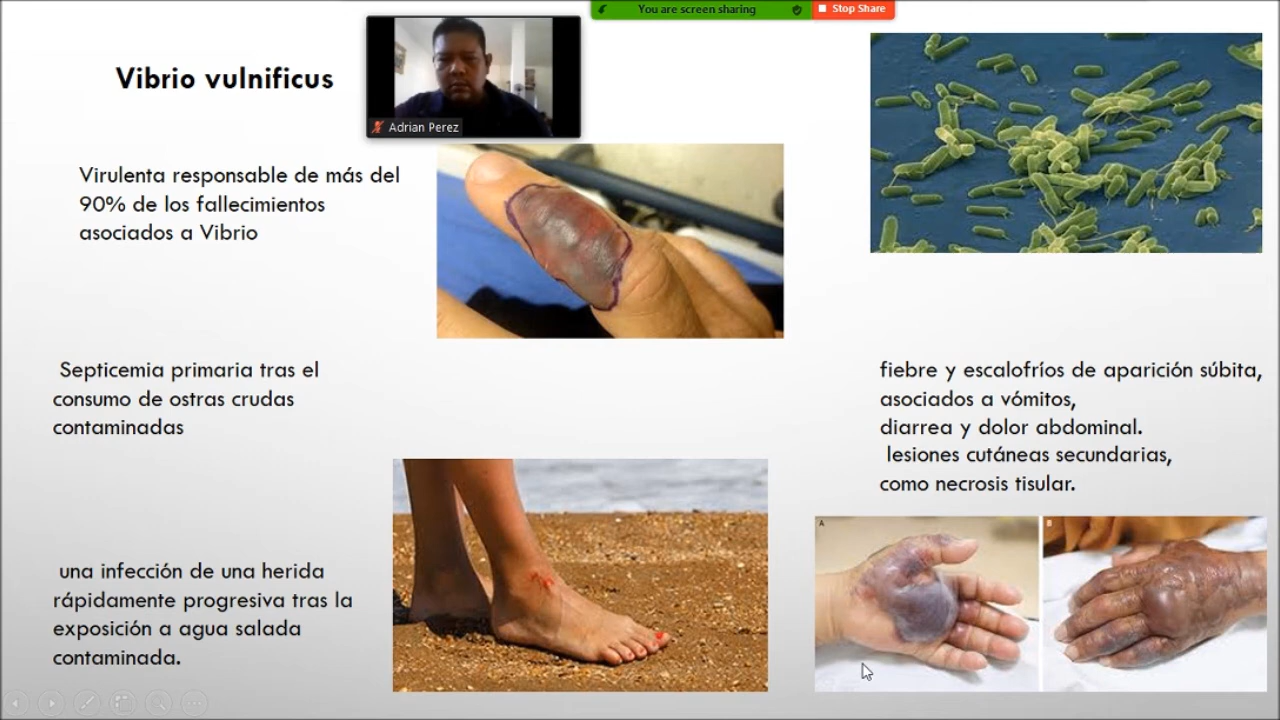 You are screen sharing
Stop Share
Vibrio vulnificus
Adrian Perez
Virulenta responsable de más del
90% de los fallecimientos
asociados a Vibrio
Septicemia primaria tras el
consumo de ostras crudas
contaminadas
fiebre y escalofríos de aparición súbita,
asociados a vómitos,
diarrea y dolor abdominal.
lesiones cutáneas secundarias,
como necrosis tisular.
una infección de una herida
rápidamente progresiva tras la
exposición a agua salada
contaminada.
A
B